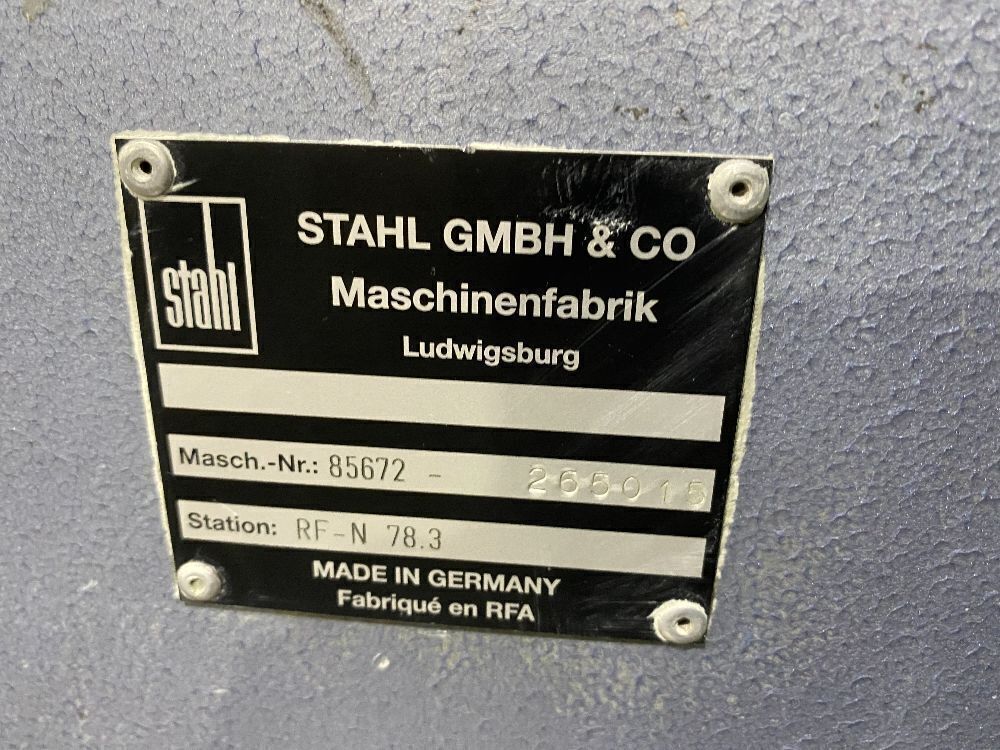 stahl
STAHL GMBH & CO
Maschinenfabrik
Ludwigsburg
Masch.-Nr.: 85672 - 265015
Station: RF-N 78.3
MADE IN GERMANY
Fabriqué en RFA